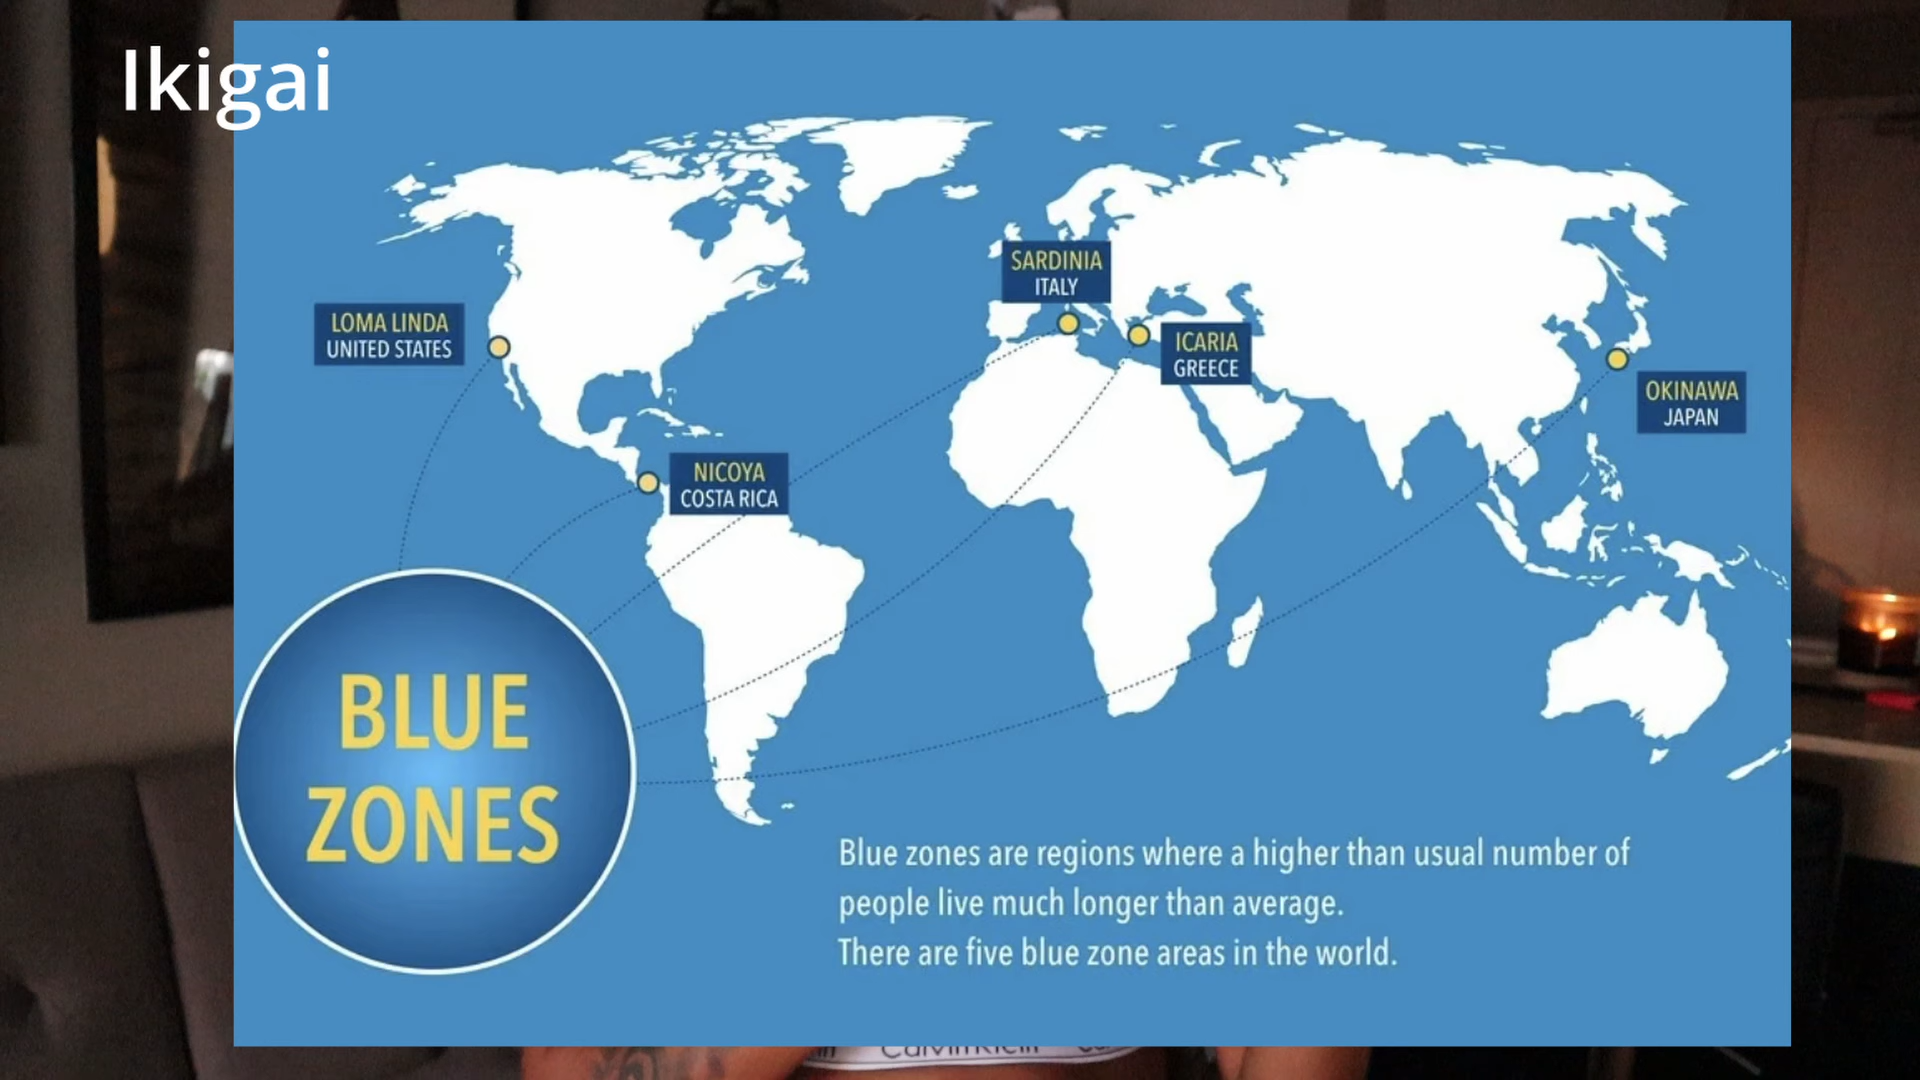 Ikigai
SARDINIA
ITALY
LOMA LINDA
UNITED STATES
ICARIA
GREECE
OKINAWA
JAPAN
NICOYA
COSTA RICA
BLUE
ZONES
Blue zones are regions where a higher than usual number of
people live much longer than average.
There are five blue zone areas in the world.
Calvin Klein